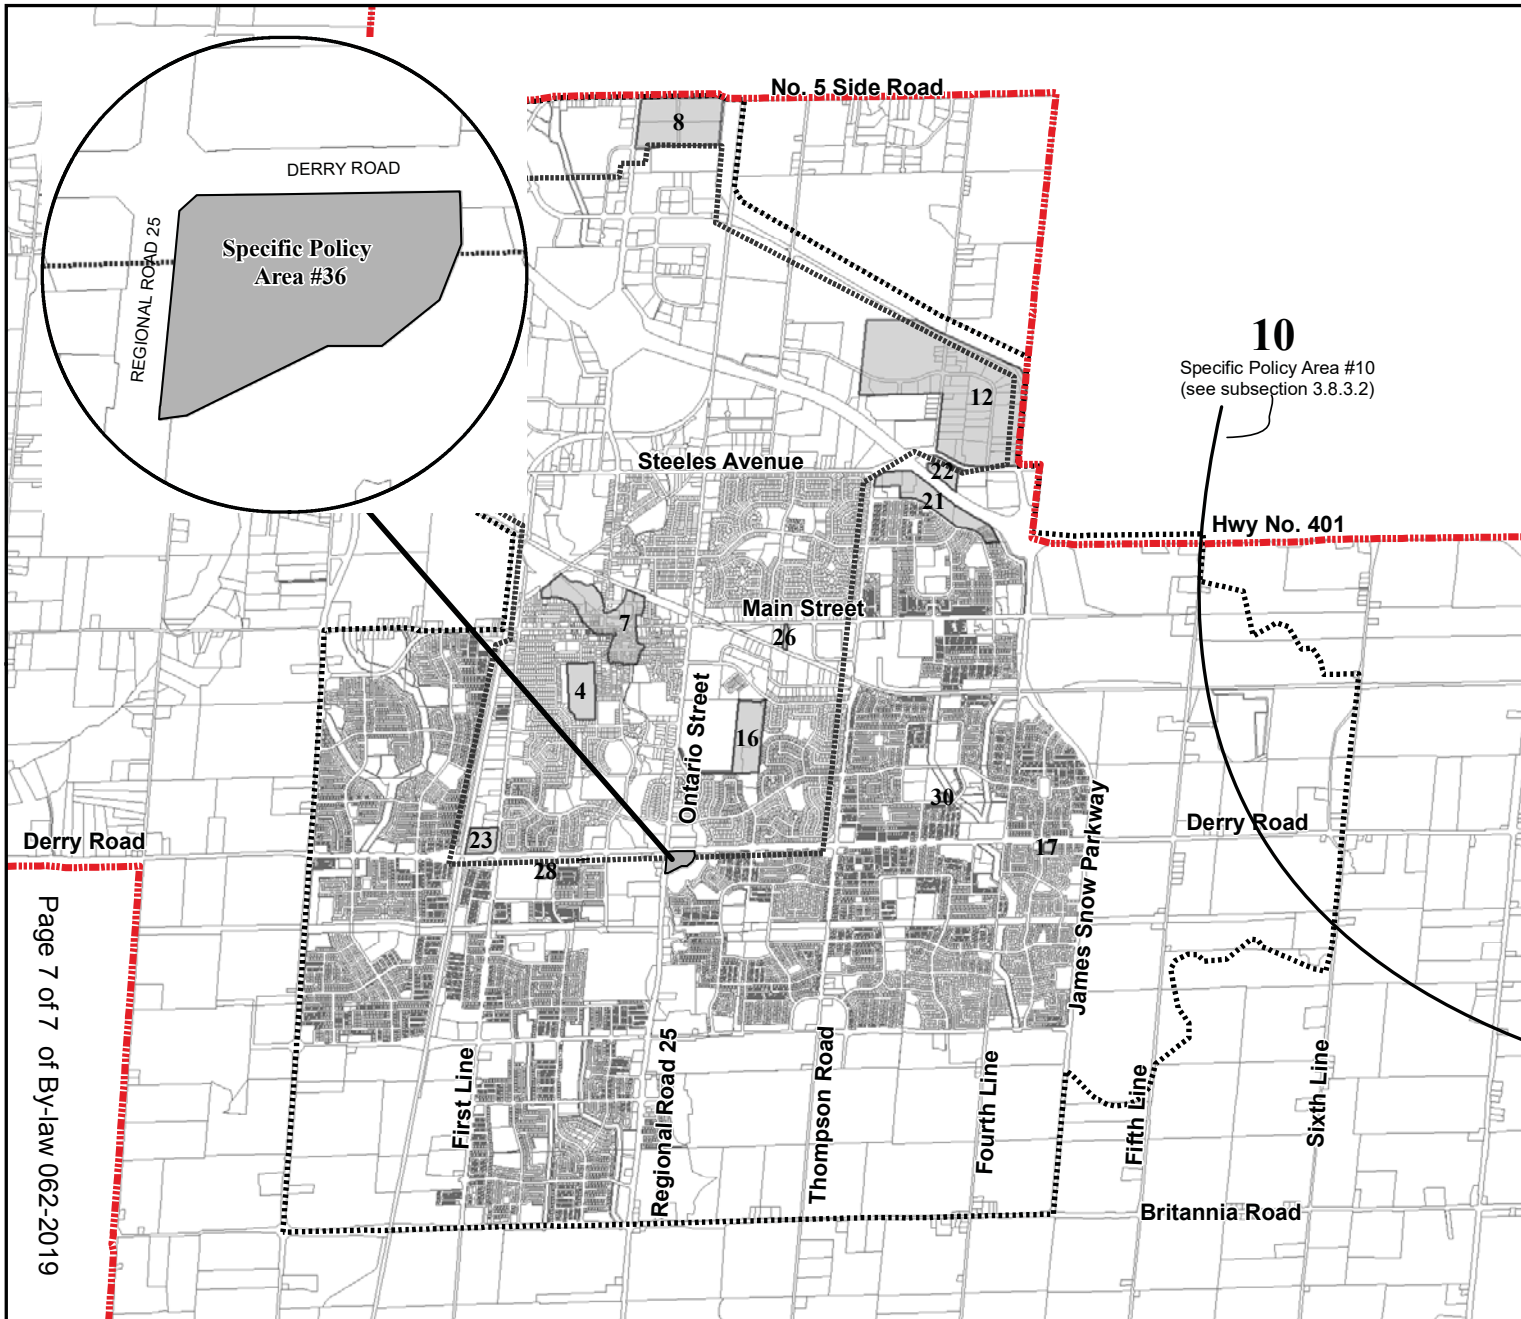 No. 5 Side Road
8
DERRY ROAD
REGIONAL ROAD 25
Specific Policy
Area #36
10
Specific Policy Area #10
(see subsection 3.8.3.2)
12
Steeles Avenue
22
21
Hwy No. 401
Main Street
7
26
4
Ontario Street
16
30
James Snow Parkway
Derry Road
23
28
17
Derry Road
Page 7 of 7 of By-law 062-2019
First Line
Regional Road 25
Thompson Road
Fourth Line
Fifth Line
Sixth Line
Britannia Road